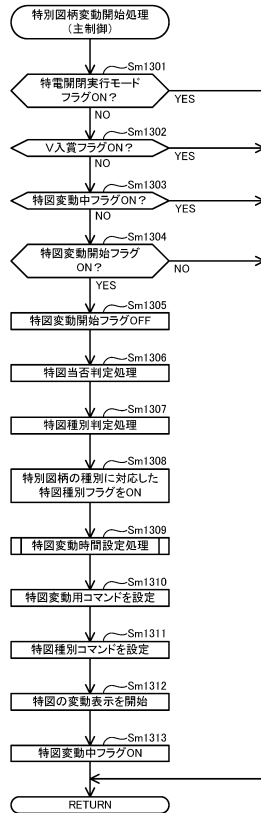 特別図柄変動開始処理
(主制御)
Sm1301
特電開閉実行モード
フラグON？
YES
NO
Sm1302
V入賞フラグON？
YES
NO
Sm1303
特図変動中フラグON？
YES
NO
Sm1304
特図変動開始フラグ
ON？
NO
YES
Sm1305
特図変動開始フラグOFF
Sm1306
特図当否判定処理
Sm1307
特図種別判定処理
Sm1308
特別図柄の種別に対応した
特図種別フラグをON
Sm1309
特図変動時間設定処理
Sm1310
特図変動用コマンドを設定
Sm1311
特図種別コマンドを設定
Sm1312
特図の変動表示を開始
Sm1313
特図変動中フラグON
RETURN